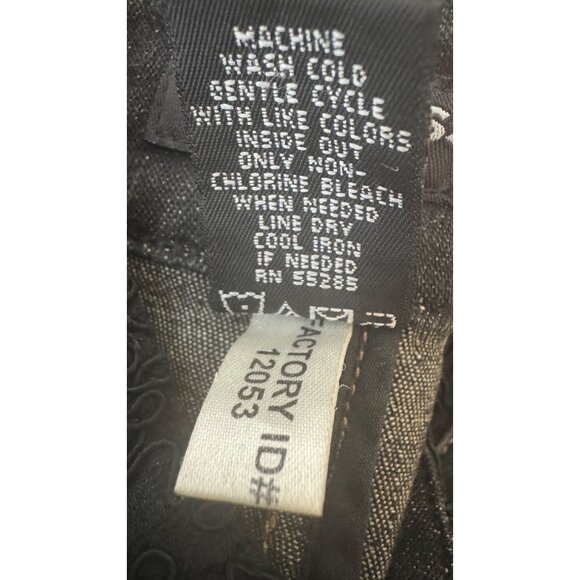 MACHINE
WASH COLD
GENTLE CYCLE
WITH LIKE COLORS
INSIDE OUT
ONLY NON-
CHLORINE BLEACH
WHEN NEEDED
LINE DRY
COOL IRON
IF NEEDED
RN 55285
FACTORY ID#
12053